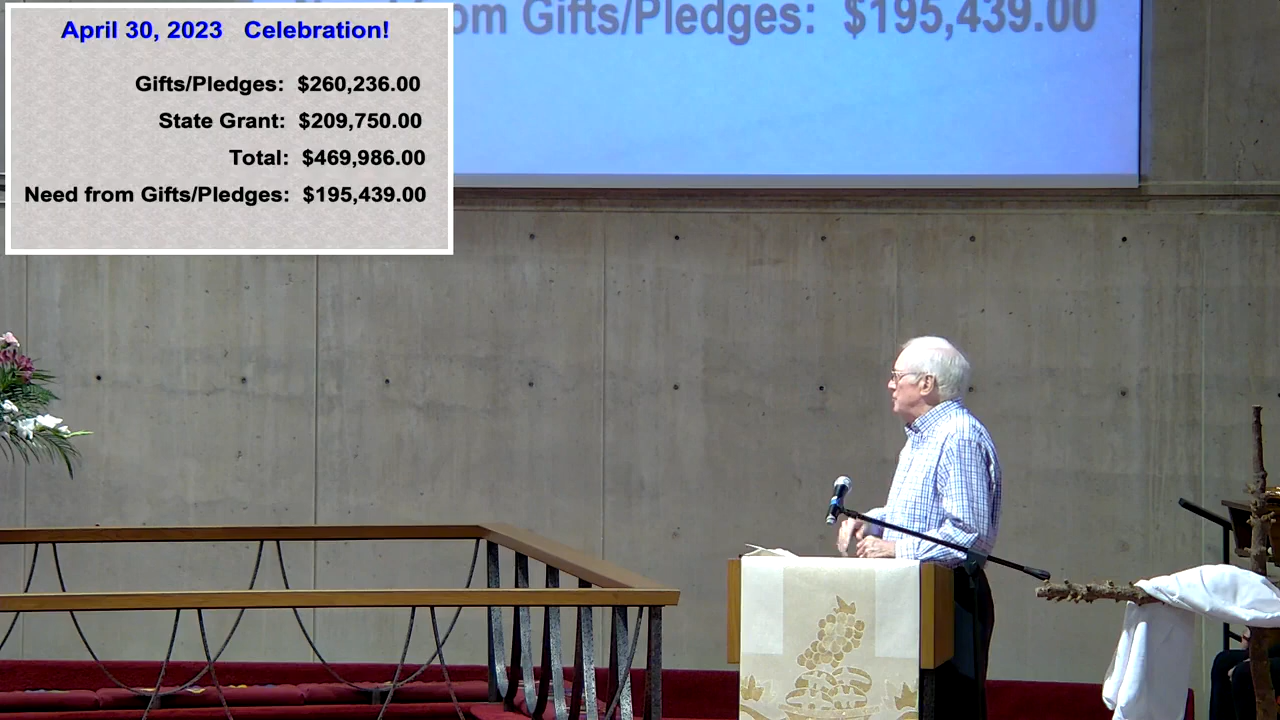 April 30, 2023 Celebration!
Gifts/Pledges: $260,236.00
State Grant: $209,750.00
Total: $469,986.00
Need from Gifts/Pledges: $195,439.00
from Gifts/Pledges: $195,439.00